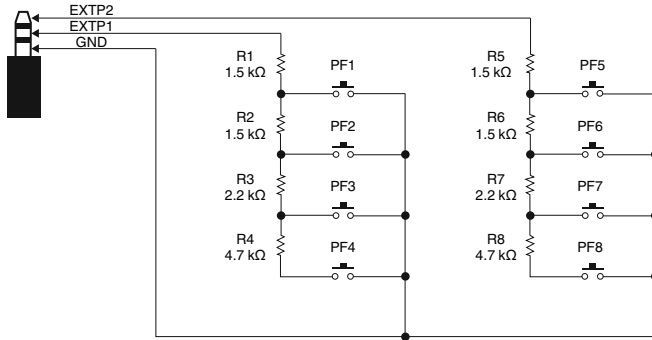 EXTP2
EXTP1
GND
R1
1.5 kΩ
PF1
R2
1.5 kΩ
PF2
R3
2.2 kΩ
PF3
R4
4.7 kΩ
PF4
R5
1.5 kΩ
PF5
R6
1.5 kΩ
PF6
R7
2.2 kΩ
PF7
R8
4.7 kΩ
PF8